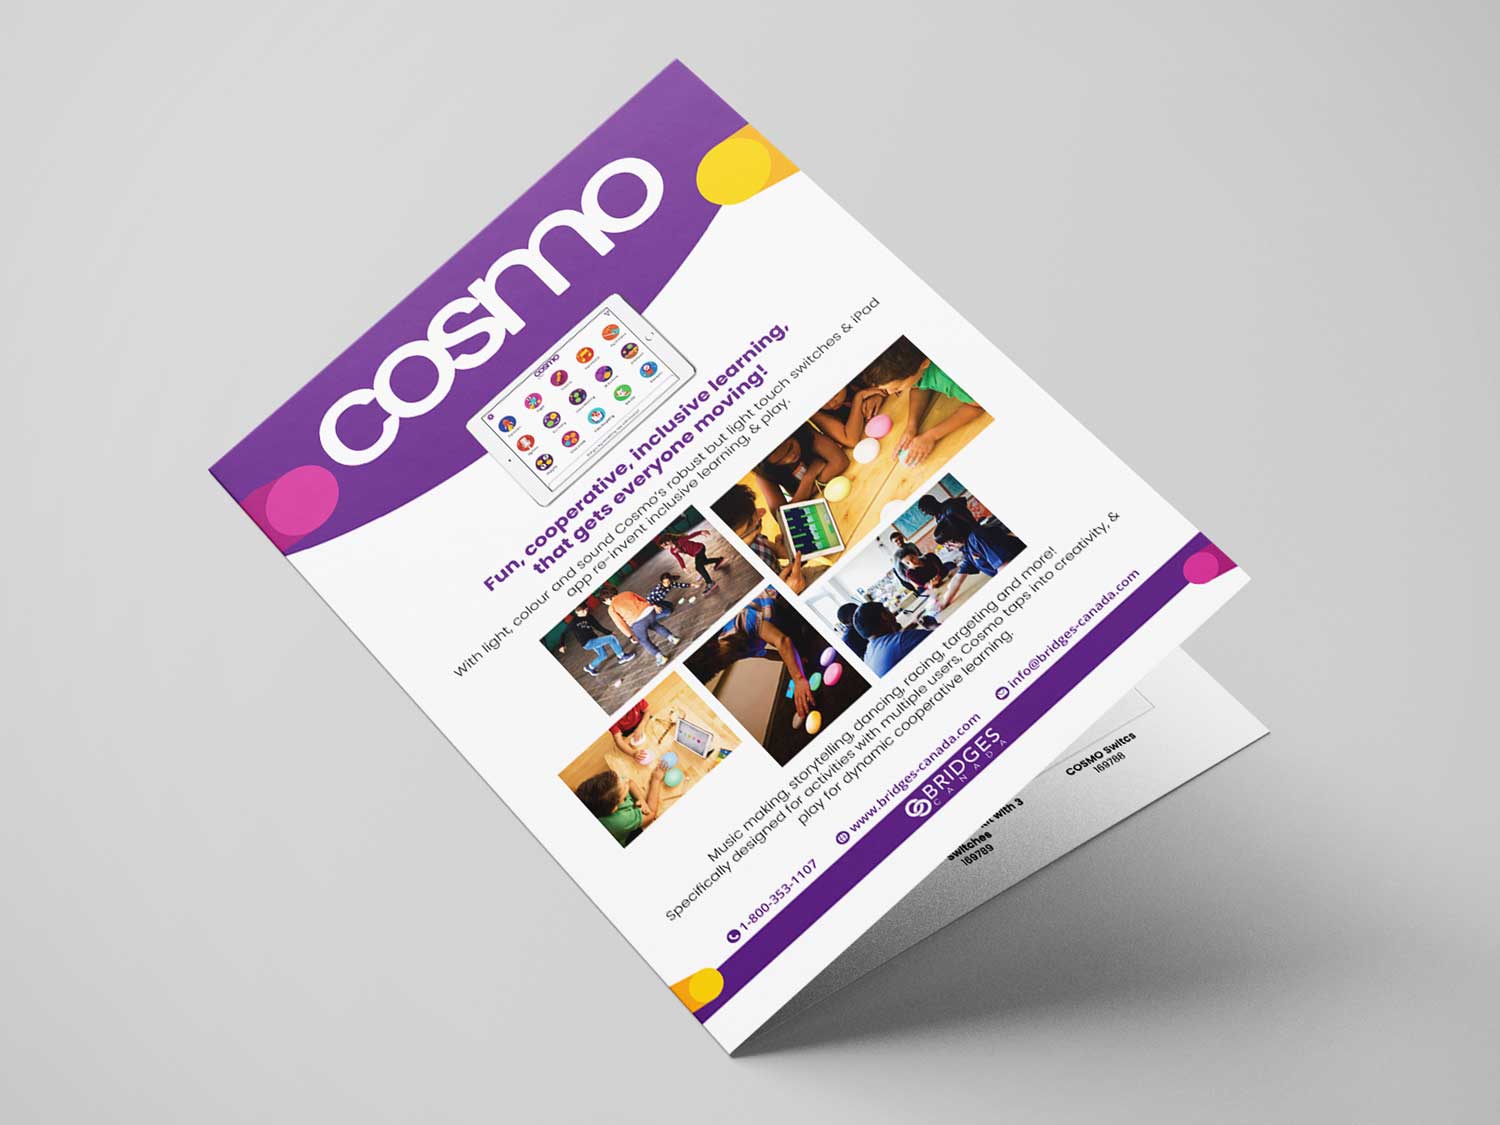 cosmo
cosmo
Fun, cooperative, inclusive learning,
that gets everyone moving!
With light, colour and sound Cosmo's robust but light touch switches & iPad
app re-invent inclusive learning, & play.
Music making, storytelling, dancing, racing, targeting and more!
Specifically designed for activities with multiple users, Cosmo taps into creativity, &
play for dynamic cooperative learning.
1-800-353-1107
www.bridges-canada.com
info@bridges-canada.com
BRIDGES
CANADA
COSMO Switcs
169788
with 3
Switches
169789